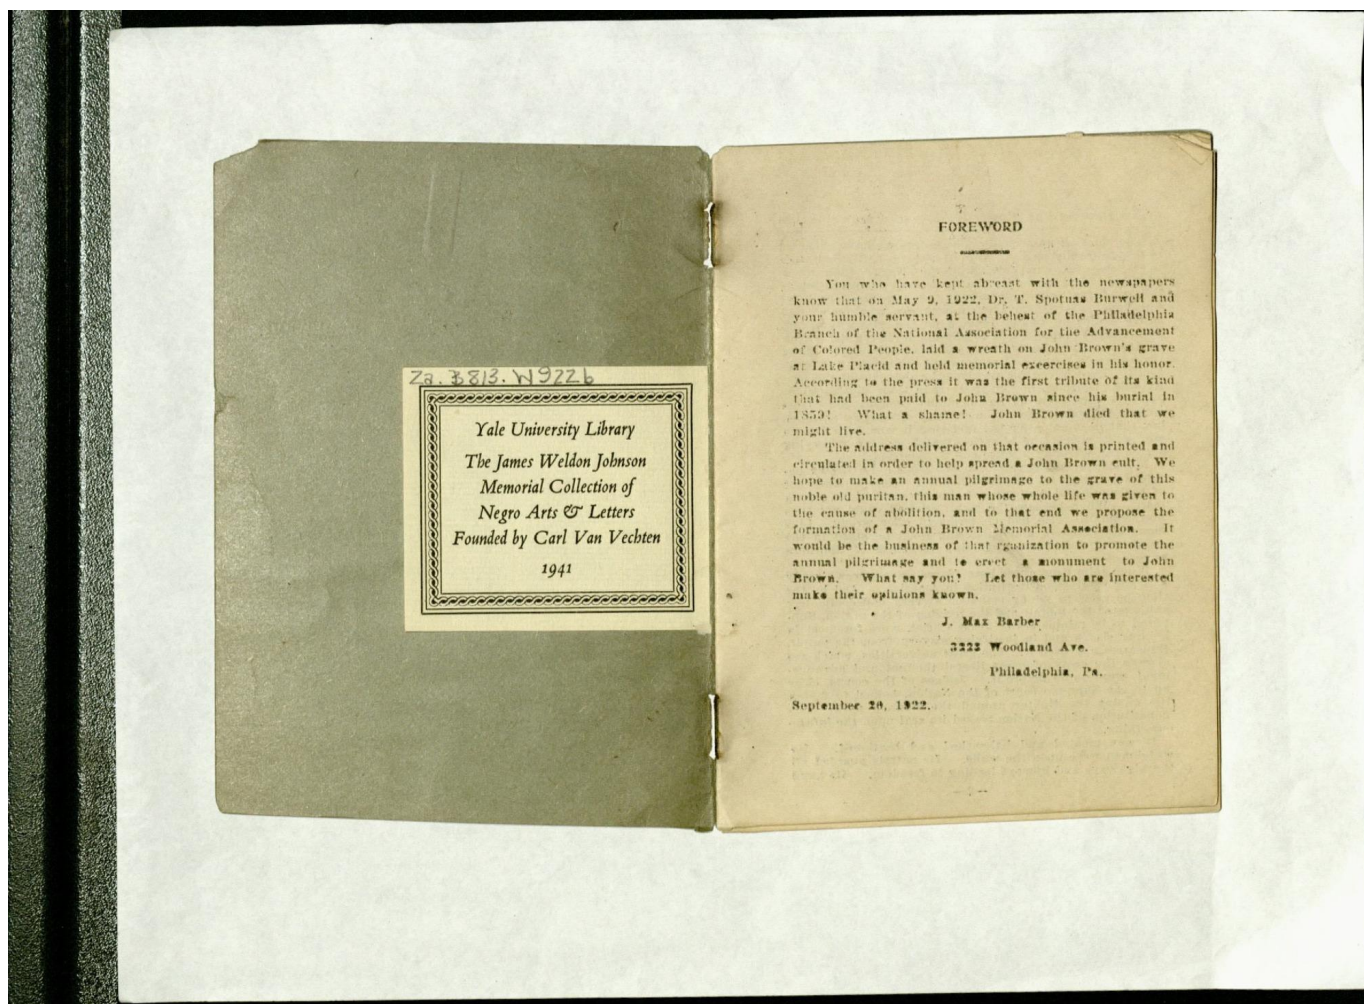 Za. B813. W922b
Yale University Library
The James Weldon Johnson
Memorial Collection of
Negro Arts & Letters
Founded by Carl Van Vechten
1941
FOREWORD
You who have kept abreast with the newspapers
know that on May 9, 1922, Dr. T. Spotuas Burwell and
your humble servant, at the behest of the Philadelphia
Branch of the National Association for the Advancement
of Colored People, laid a wreath on John Brown's grave
at Lake Placid and held memorial excercises in his honor.
According to the press it was the first tribute of its kind
that had been paid to John Brown since his burial in
1859! What a shame! John Brown died that we
might live.
The address delivered on that occasion is printed and
circulated in order to help spread a John Brown cult. We
hope to make an annual pilgrimage to the grave of this
noble old puritan, this man whose whole life was given to
the cause of abolition, and to that end we propose the
formation of a John Brown Memorial Association. It
would be the business of that rganization to promote the
annual pilgrimage and to erect a monument to John
Brown. What say you? Let those who are interested
make their opinions known.
J. Max Barber
3223 Woodland Ave.
Philadelphia, Pa.
September 20, 1922.